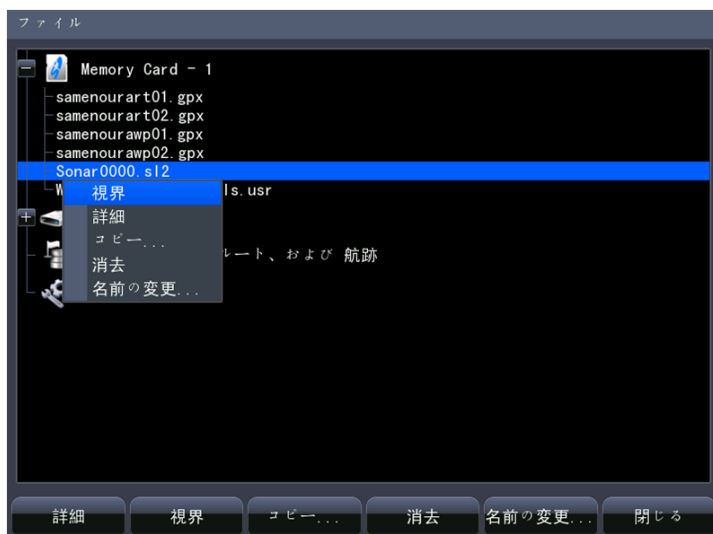 ファイル
Memory Card - 1
samenourart01.gpx
samenourart02.gpx
samenourawp01.gpx
samenourawp02.gpx
Sonar0000.sl2
ls.usr
視界
詳細
ルート、および 航跡
コピー...
消去
名前の変更...
詳細 視界 コピー... 消去 名前の変更... 閉じる